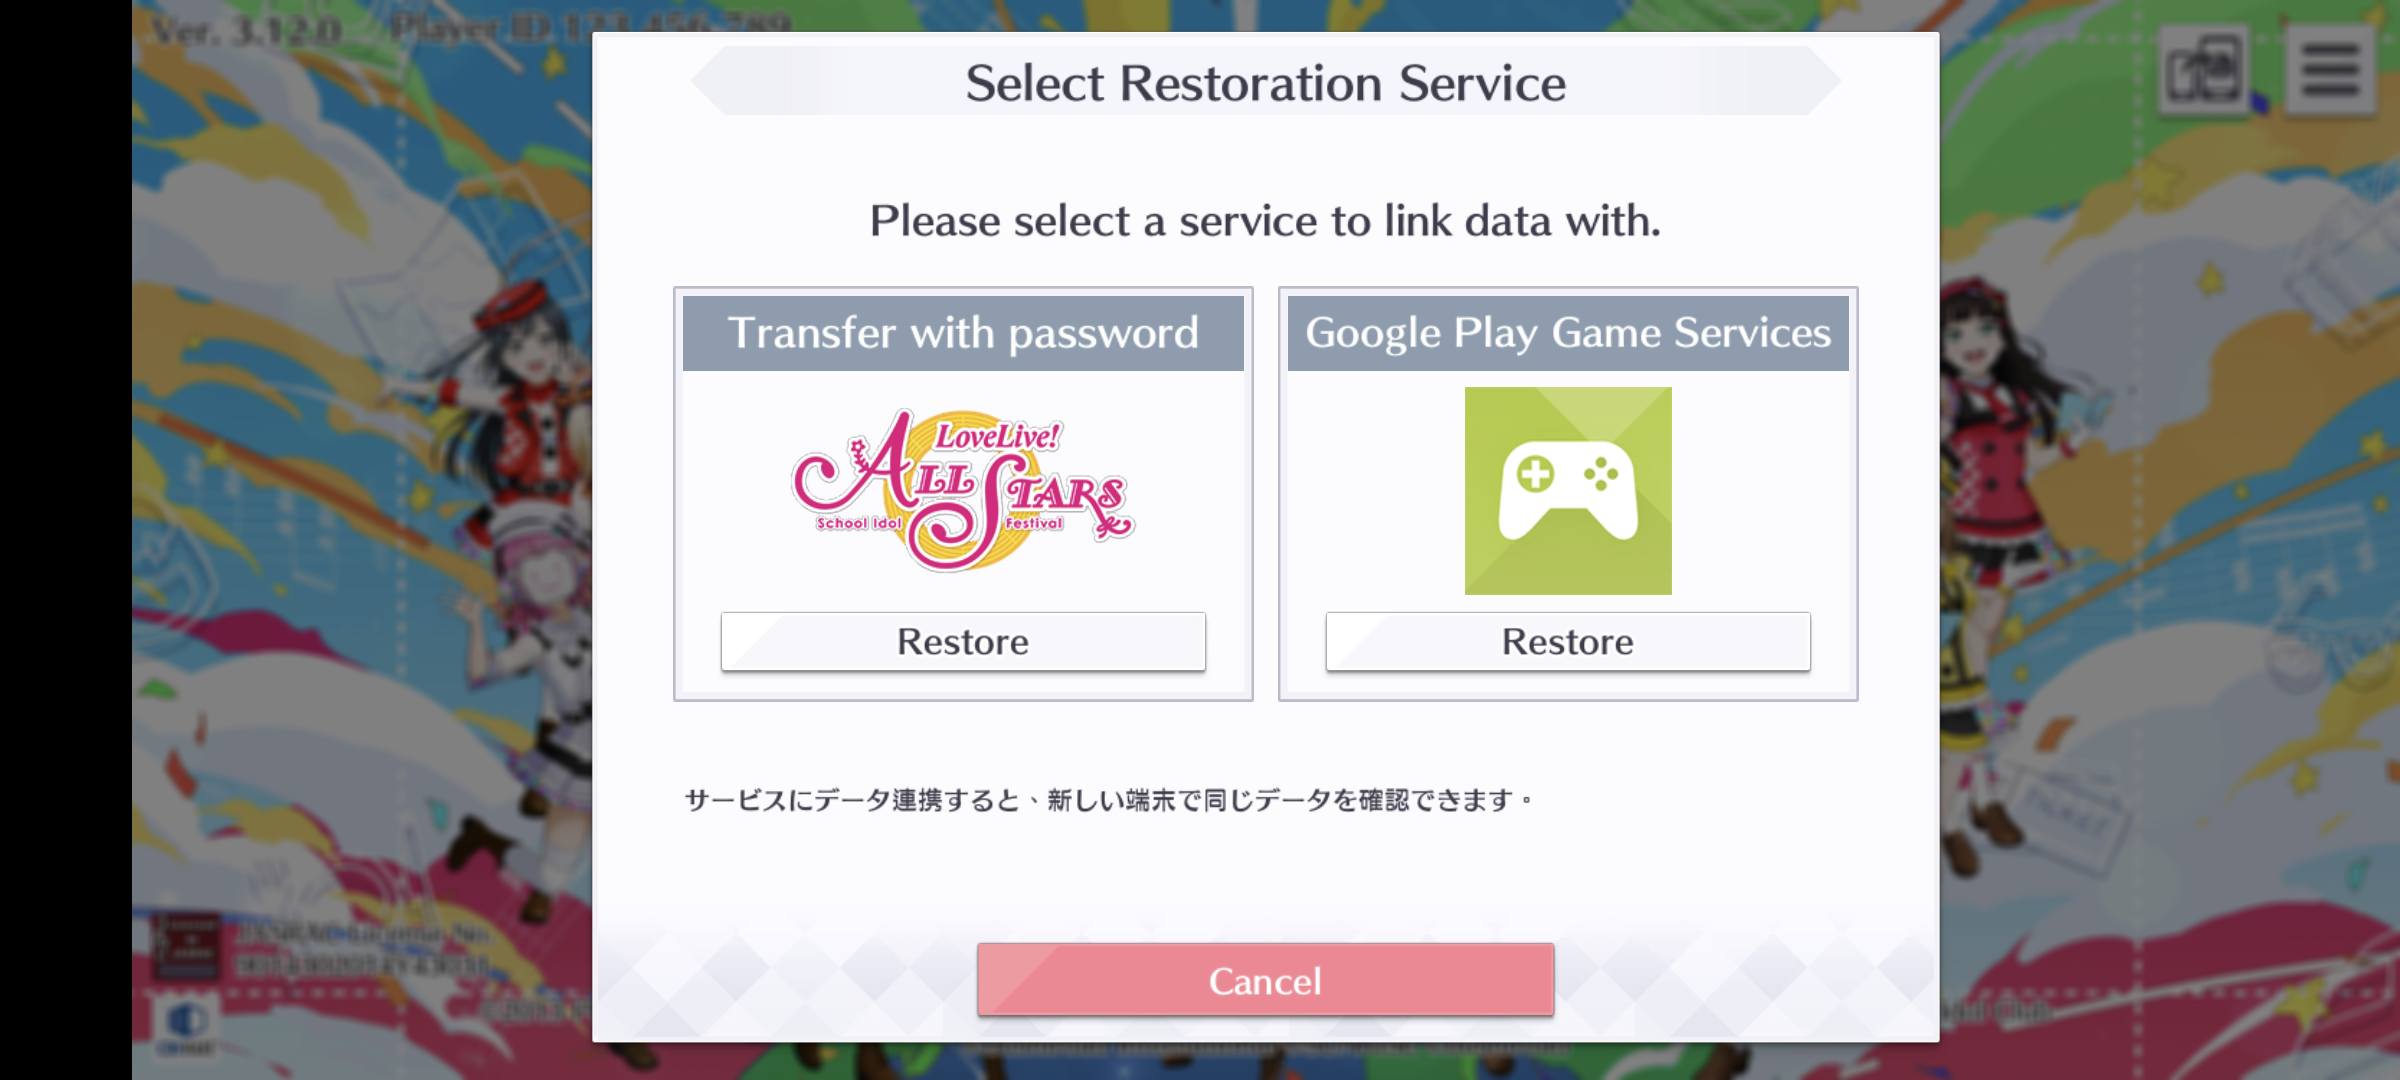 Ver. 3.12.0 Player ID 123 456 789
Select Restoration Service
Please select a service to link data with.
Transfer with password
Google Play Game Services
LoveLive!
ALL STARS
School Idol Festival
Restore
Restore
サービスにデータ連携すると、新しい端末で同じデータを確認できます。
Cancel